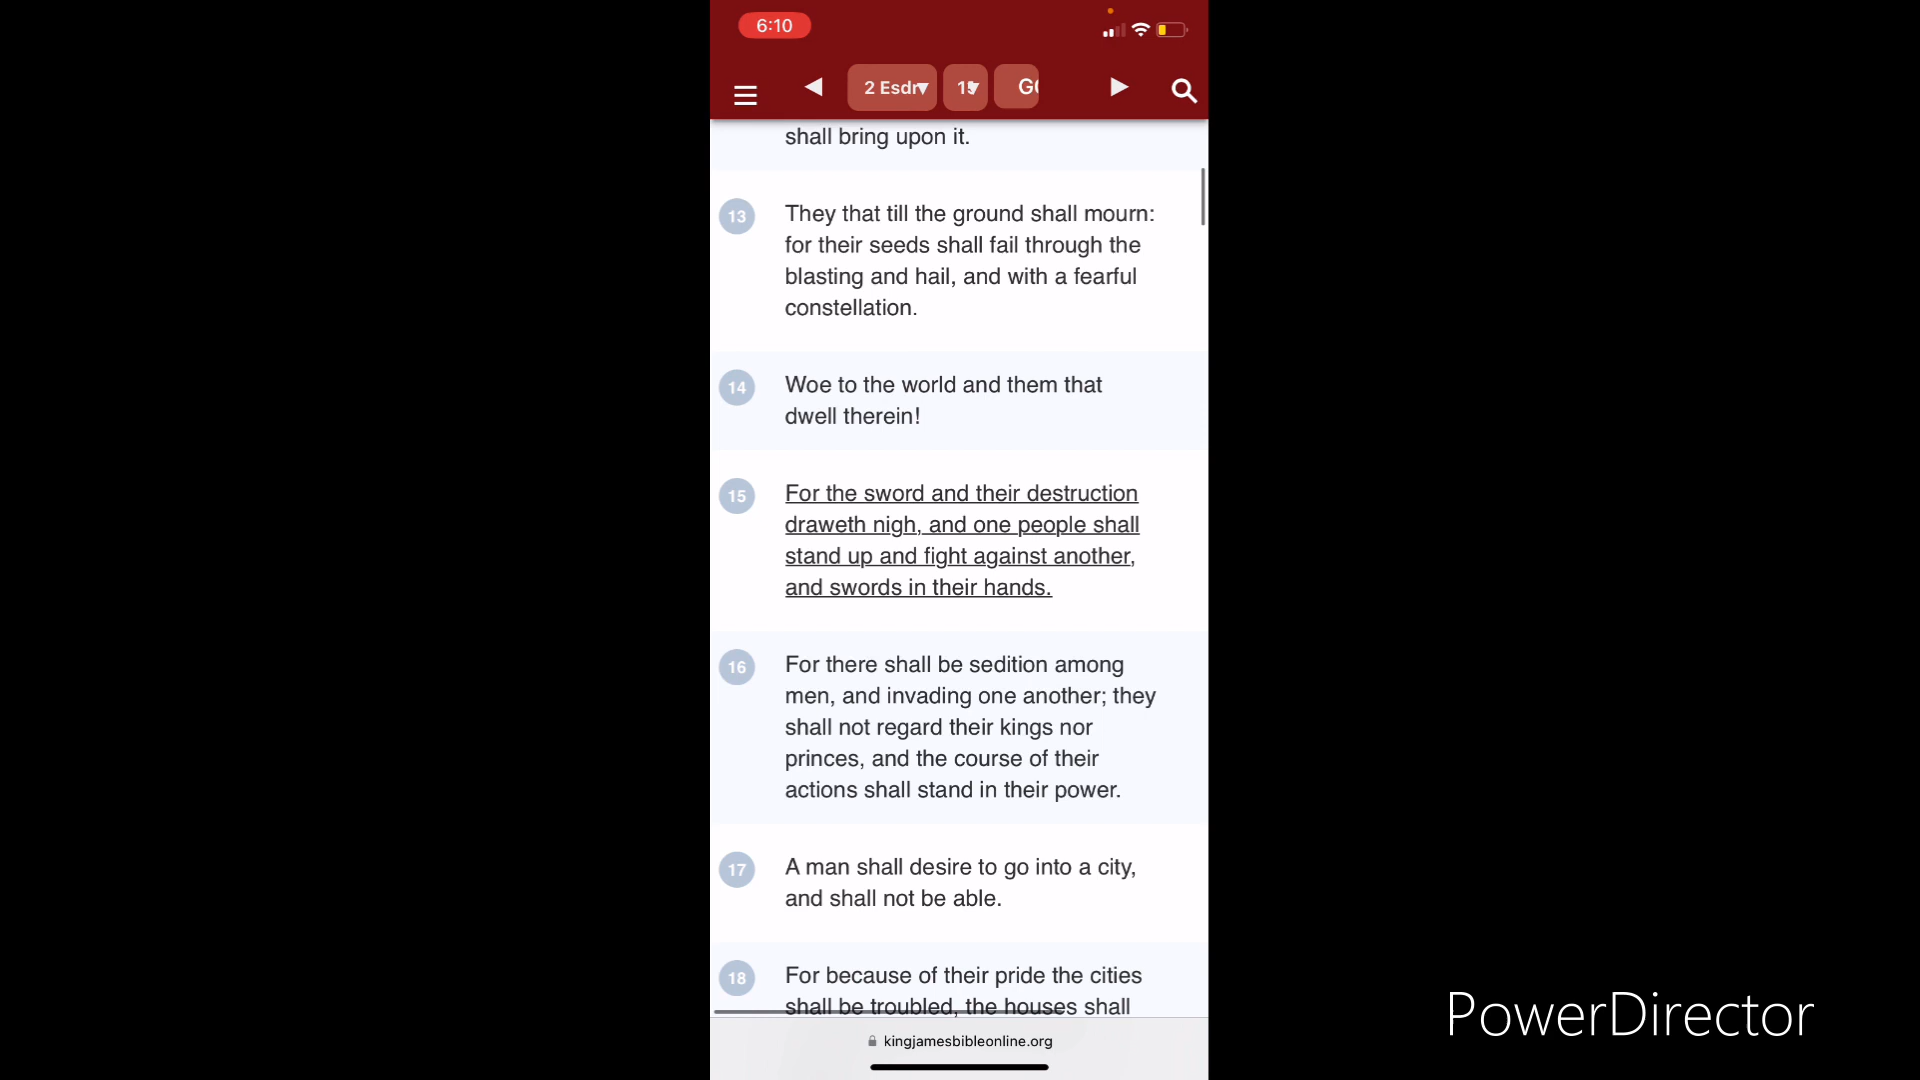 6:10
2 Esdr
GO
shall bring upon it.
13
They that till the ground shall mourn:
for their seeds shall fail through the
blasting and hail, and with a fearful
constellation.
14
Woe to the world and them that
dwell therein!
15
For the sword and their destruction
draweth nigh, and one people shall
stand up and fight against another,
and swords in their hands.
16
For there shall be sedition among
men, and invading one another; they
shall not regard their kings nor
princes, and the course of their
actions shall stand in their power.
17
A man shall desire to go into a city,
and shall not be able.
18
For because of their pride the cities
shall be troubled, the houses shall
kingjamesbibleonline.org
PowerDirector